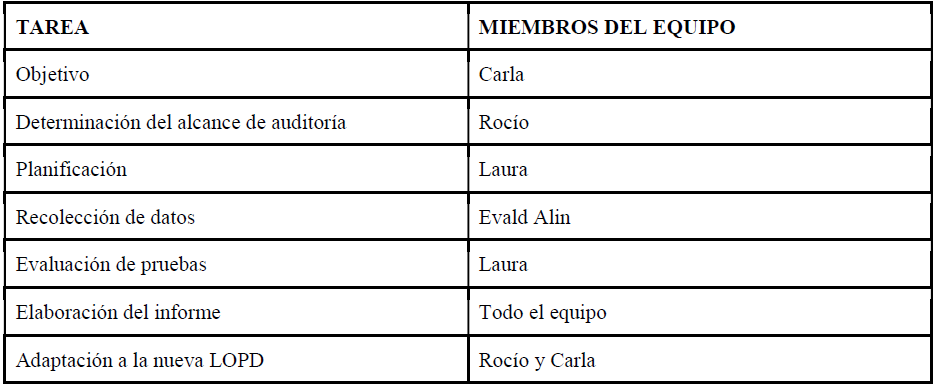 TAREA MIEMBROS DEL EQUIPO
Objetivo Carla
Determinación del alcance de auditoría Rocío
Planificación Laura
Recolección de datos Evald Alin
Evaluación de pruebas Laura
Elaboración del informe Todo el equipo
Adaptación a la nueva LOPD Rocío y Carla